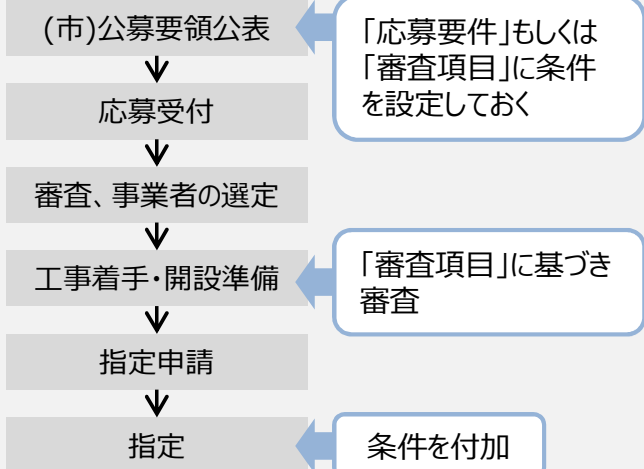 (市)公募要領公表
「応募要件」もしくは
「審査項目」に条件
を設定しておく
応募受付
審査、事業者の選定
工事着手・開設準備
「審査項目」に基づき
審査
指定申請
指定
条件を付加